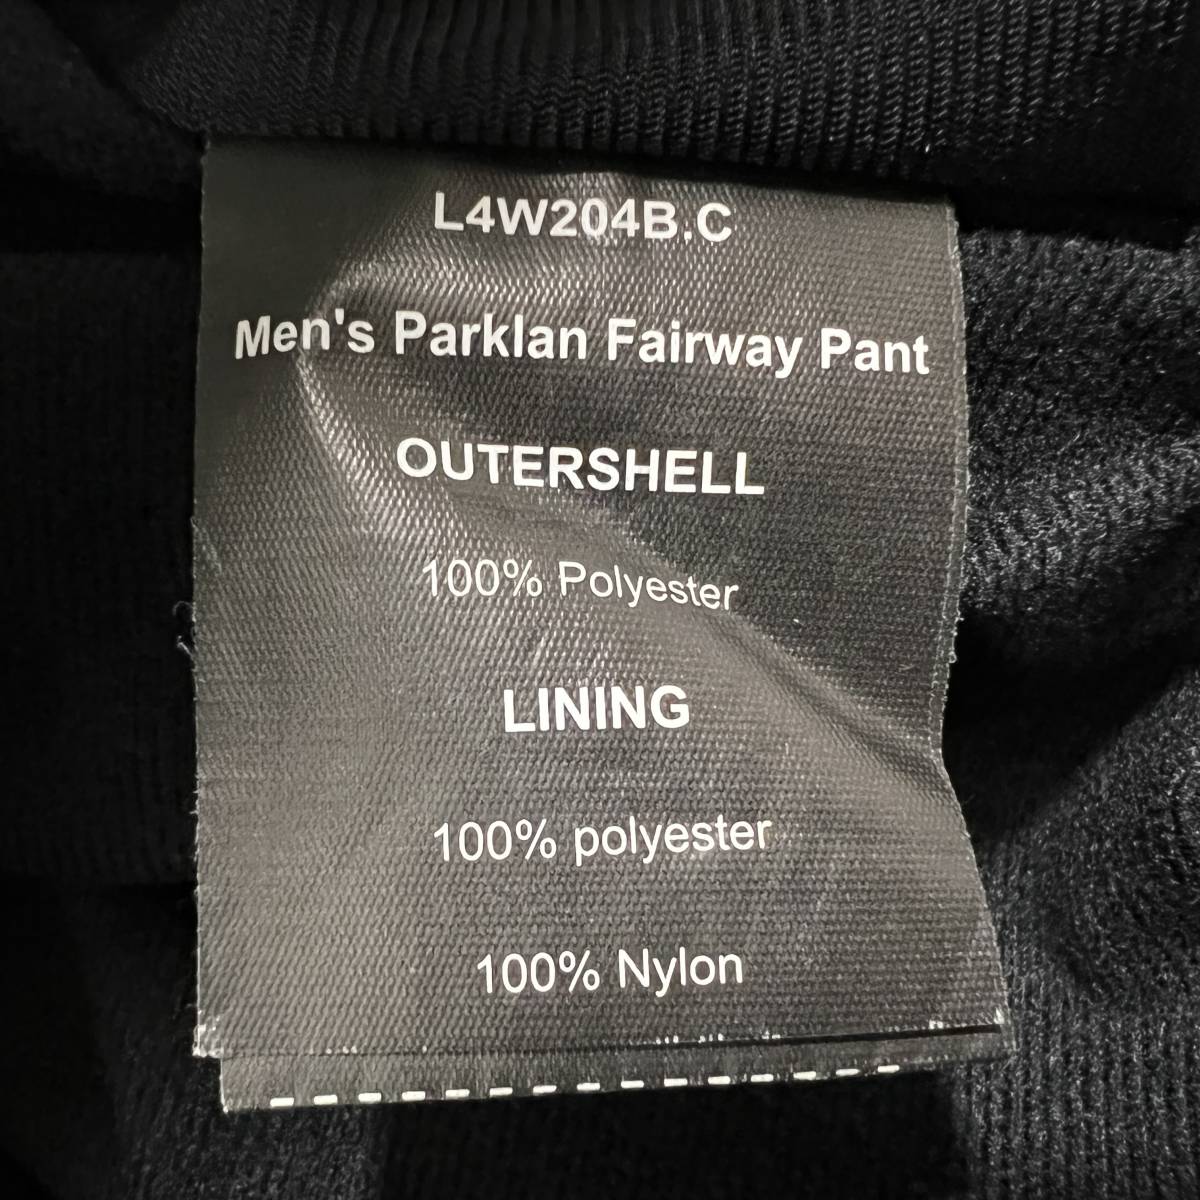 L4W204B.C
Men's Parklan Fairway Pant
OUTERSHELL
100% Polyester
LINING
100% polyester
100% Nylon